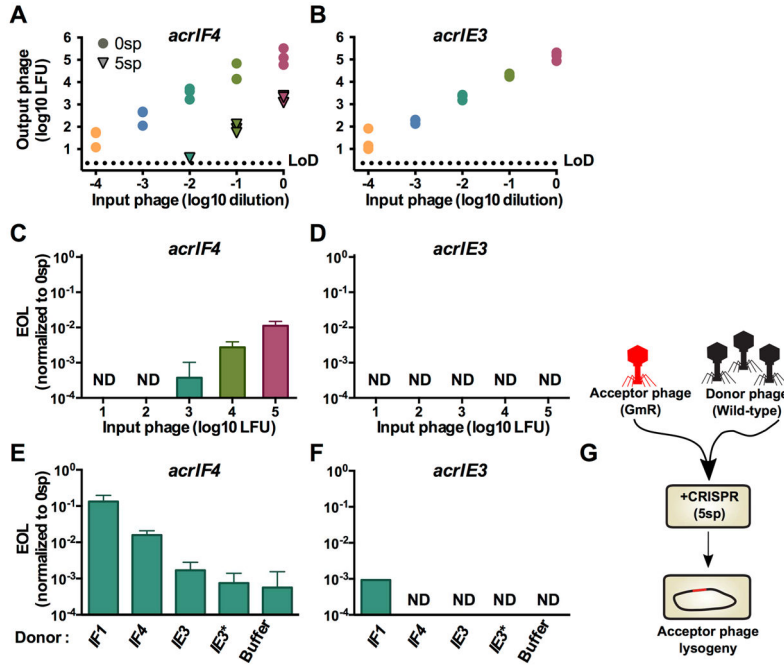 A
acrIF4
0sp
5sp
Output phage
(log10 LFU)
6
5
4
3
2
1
LoD
-4 -3 -2 -1 0
Input phage (log10 dilution)
B
acrIE3
6
5
4
3
2
1
LoD
-4 -3 -2 -1 0
Input phage (log10 dilution)
C
acrIF4
EOL
(normalized to 0sp)
10^0
10^-1
10^-2
10^-3
10^-4
ND ND
1 2 3 4 5
Input phage (log10 LFU)
D
acrIE3
10^0
10^-1
10^-2
10^-3
10^-4
ND ND ND ND ND
1 2 3 4 5
Input phage (log10 LFU)
E
acrIF4
EOL
(normalized to 0sp)
10^0
10^-1
10^-2
10^-3
10^-4
Donor : IF1 IF4 IE3 IE3* Buffer
F
acrIE3
10^0
10^-1
10^-2
10^-3
10^-4
ND ND ND ND
IF1 IF4 IE3 IE3* Buffer
Acceptor phage
(GmR)
Donor phage
(Wild-type)
G
+CRISPR
(5sp)
Acceptor phage
lysogeny